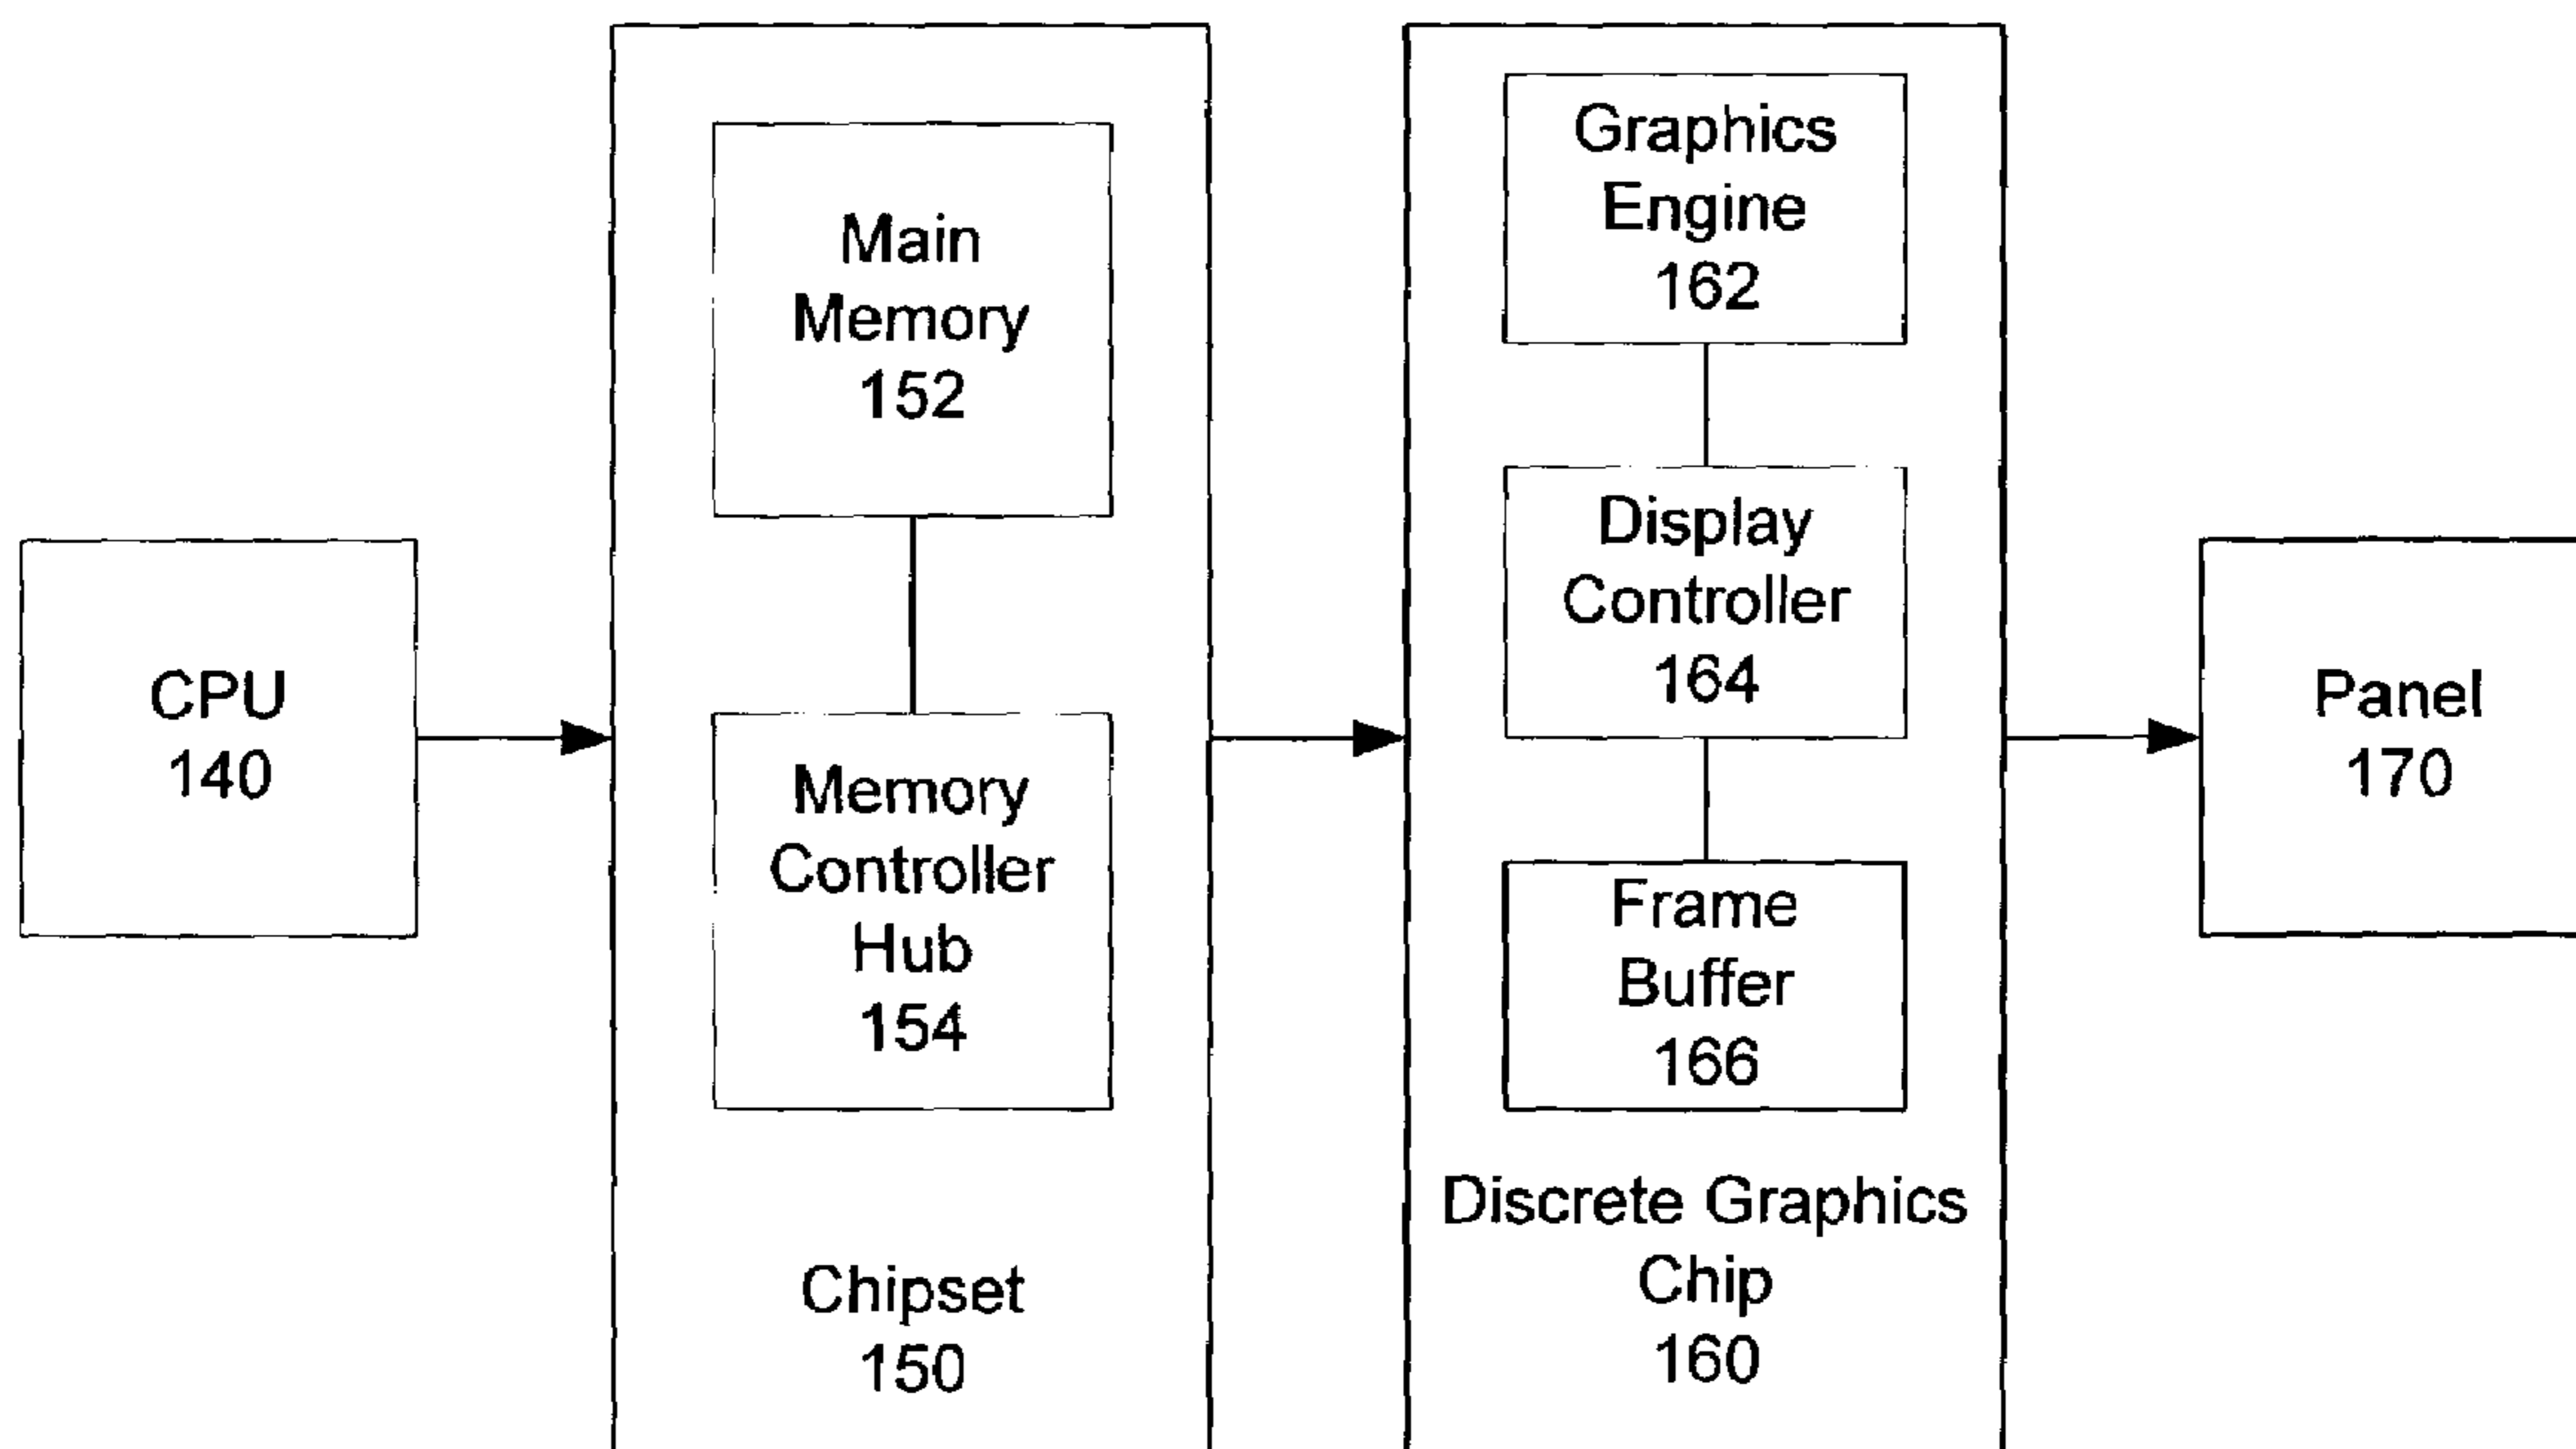 CPU
140
Main
Memory
152
Memory
Controller
Hub
154
Chipset
150
Graphics
Engine
162
Display
Controller
164
Frame
Buffer
166
Discrete Graphics
Chip
160
Panel
170